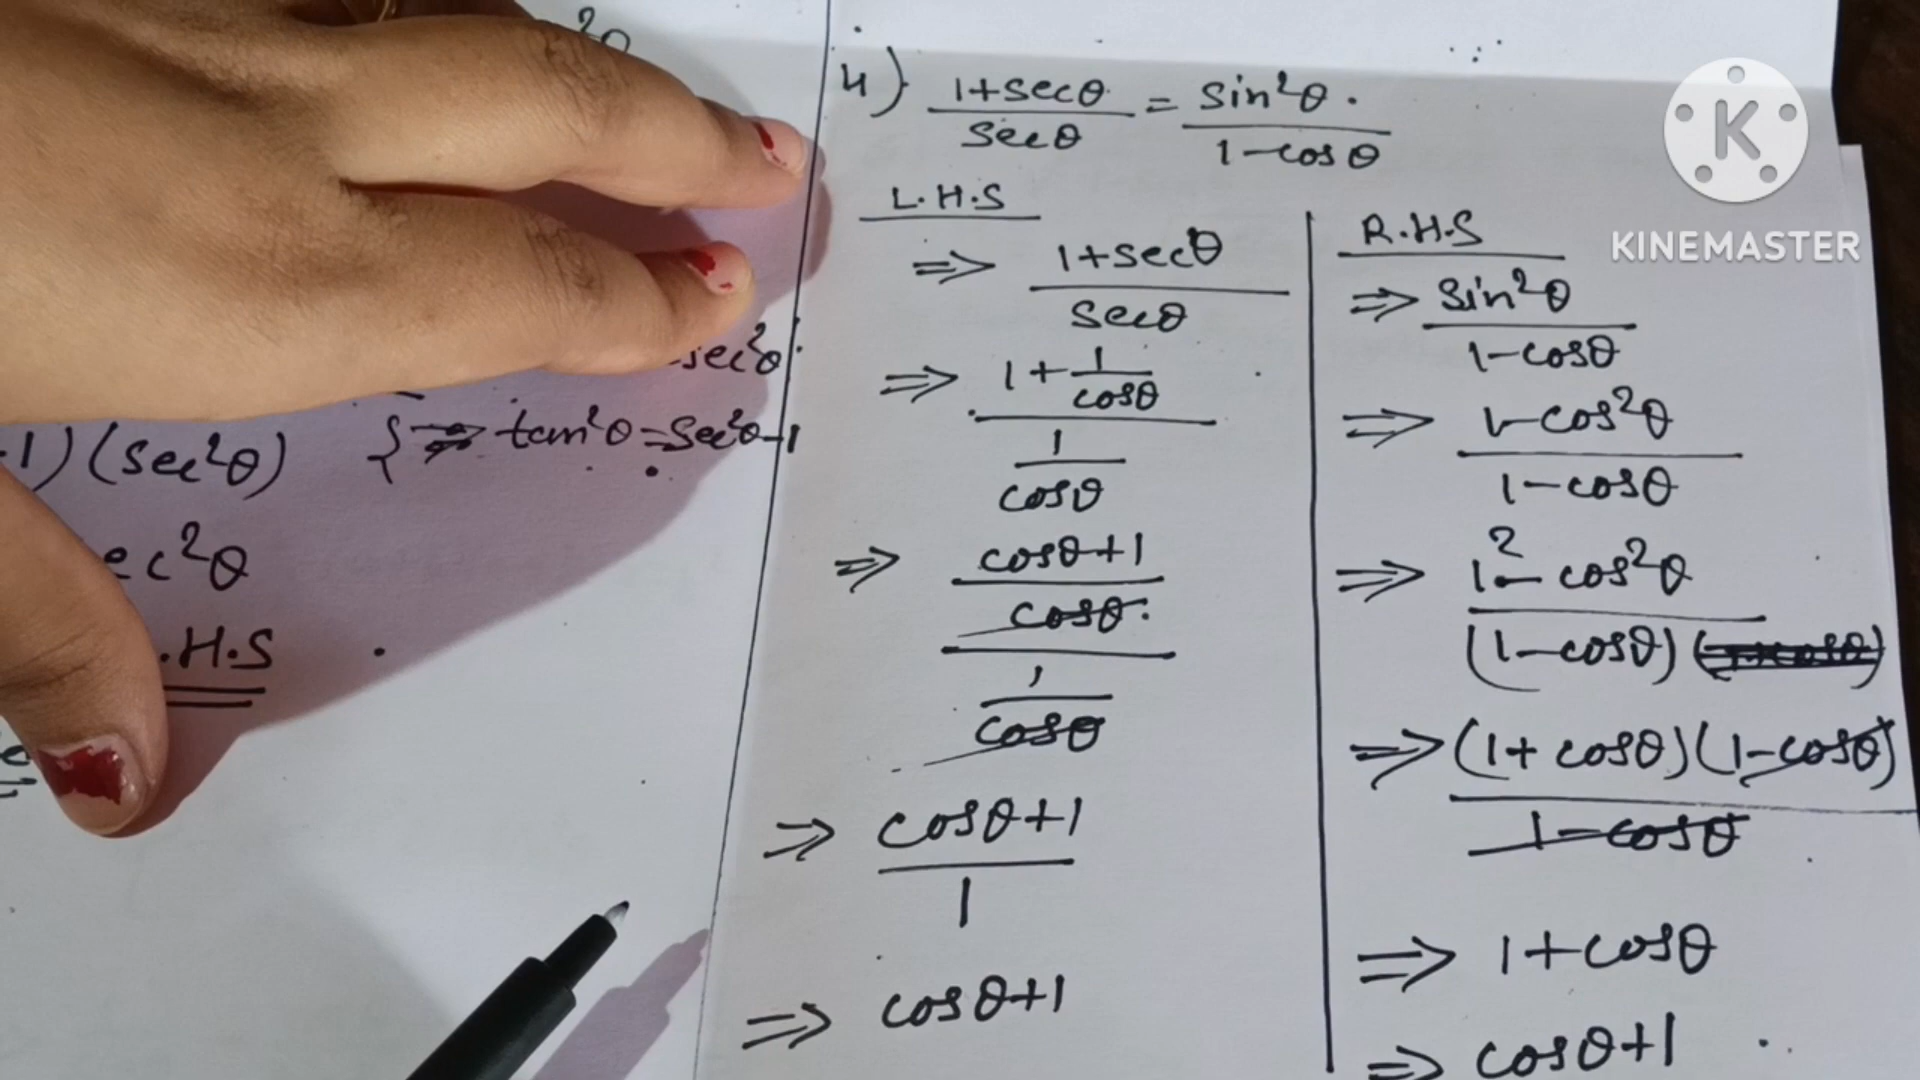 ²θ
sec²θ
-1) (sec²θ) { ⇒ tan²θ = sec²θ-1
ec²θ
.H.S
4) (1+secθ)/secθ = sin²θ/(1-cosθ).
L.H.S
⇒ (1+secθ)/secθ
⇒ (1+1/cosθ)/(1/cosθ)
⇒ ((cosθ+1)/cosθ)/(1/cosθ)
⇒ (cosθ+1)/1
⇒ cosθ+1
R.H.S
⇒ sin²θ/(1-cosθ)
⇒ (1-cos²θ)/(1-cosθ)
⇒ (1²-cos²θ)/(1-cosθ)
⇒ (1+cosθ)(1-cosθ)/(1-cosθ)
⇒ 1+cosθ
⇒ cosθ+1
K
KINEMASTER